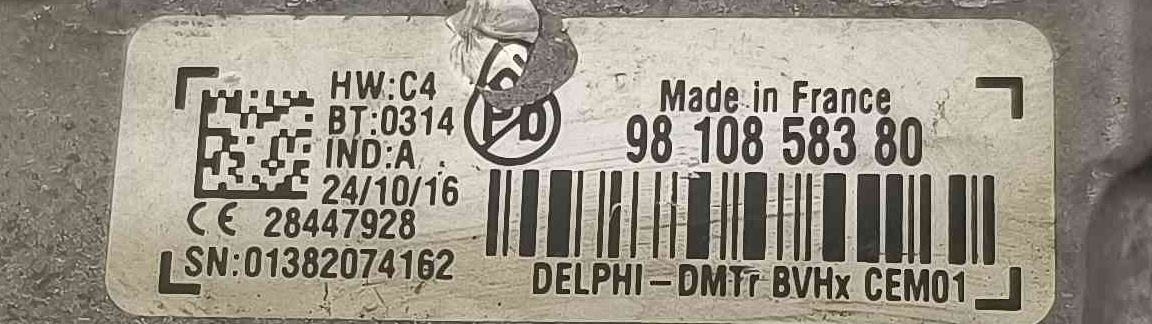 HW:C4
BT:0314
IND:A
24/10/16
CE 28447928
SN:01382074162
Pb
Made in France
98 108 583 80
DELPHI-DMTr BVHx CEM01